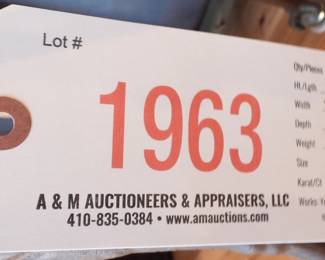 Lot #
1963
A & M AUCTIONEERS & APPRAISERS, LLC
410-835-0384 • www.amauctions.com
Qty/Pieces
Ht./Lgth
Width
Depth
Weight
Size
Karat/Ct
Works: Y